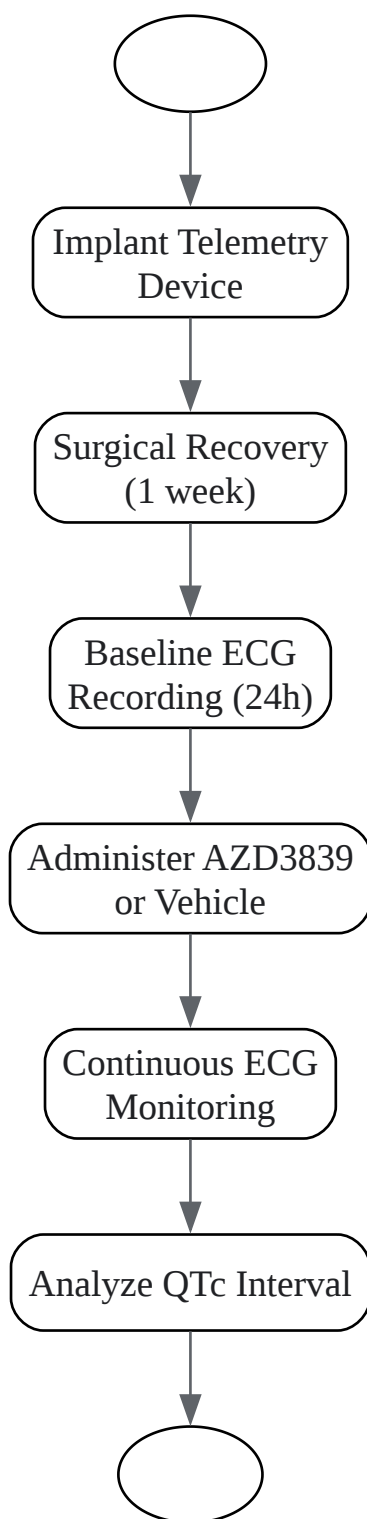 Implant Telemetry
Device
Surgical Recovery
(1 week)
Baseline ECG
Recording (24h)
Administer AZD3839
or Vehicle
Continuous ECG
Monitoring
Analyze QTc Interval